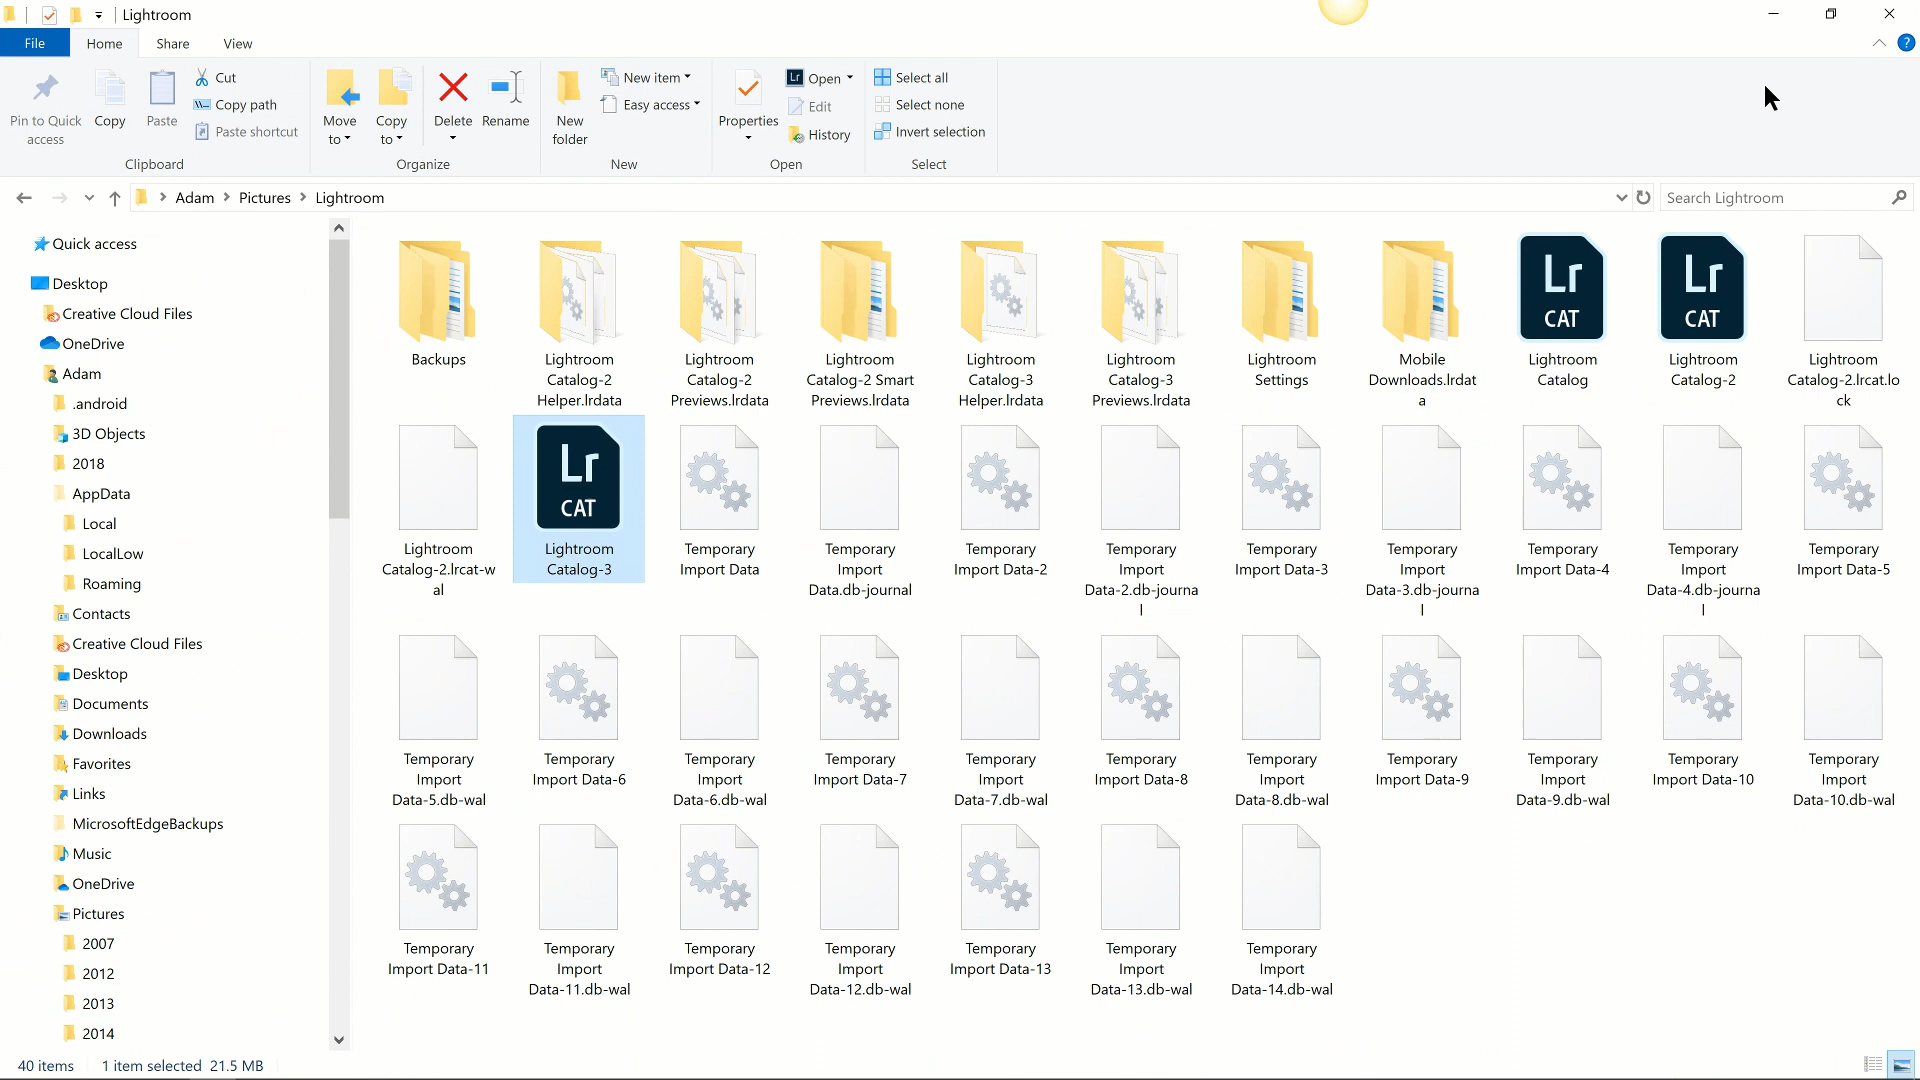 Lightroom
File Home Share View
Pin to Quick access
Copy
Paste
Cut
Copy path
Paste shortcut
Clipboard
Move to
Copy to
Delete
Rename
Organize
New folder
New item
Easy access
New
Properties
Open
Edit
History
Open
Select all
Select none
Invert selection
Select
Adam Pictures Lightroom
Search Lightroom
Quick access
Desktop
Creative Cloud Files
OneDrive
Adam
.android
3D Objects
2018
AppData
Local
LocalLow
Roaming
Contacts
Creative Cloud Files
Desktop
Documents
Downloads
Favorites
Links
MicrosoftEdgeBackups
Music
OneDrive
Pictures
2007
2012
2013
2014
Backups
Lightroom
Catalog-2
Helper.lrdata
Lightroom
Catalog-2
Previews.lrdata
Lightroom
Catalog-2 Smart
Previews.lrdata
Lightroom
Catalog-3
Helper.lrdata
Lightroom
Catalog-3
Previews.lrdata
Lightroom
Settings
Mobile
Downloads.lrdat
a
Lr
CAT
Lightroom
Catalog
Lr
CAT
Lightroom
Catalog-2
Lightroom
Catalog-2.lrcat.lo
ck
Lightroom
Catalog-2.lrcat-w
al
Lr
CAT
Lightroom
Catalog-3
Temporary
Import Data
Temporary
Import
Data.db-journal
Temporary
Import Data-2
Temporary
Import
Data-2.db-journa
l
Temporary
Import Data-3
Temporary
Import
Data-3.db-journa
l
Temporary
Import Data-4
Temporary
Import
Data-4.db-journa
l
Temporary
Import Data-5
Temporary
Import
Data-5.db-wal
Temporary
Import Data-6
Temporary
Import
Data-6.db-wal
Temporary
Import Data-7
Temporary
Import
Data-7.db-wal
Temporary
Import Data-8
Temporary
Import
Data-8.db-wal
Temporary
Import Data-9
Temporary
Import
Data-9.db-wal
Temporary
Import Data-10
Temporary
Import
Data-10.db-wal
Temporary
Import Data-11
Temporary
Import
Data-11.db-wal
Temporary
Import Data-12
Temporary
Import
Data-12.db-wal
Temporary
Import Data-13
Temporary
Import
Data-13.db-wal
Temporary
Import
Data-14.db-wal
40 items 1 item selected 21.5 MB